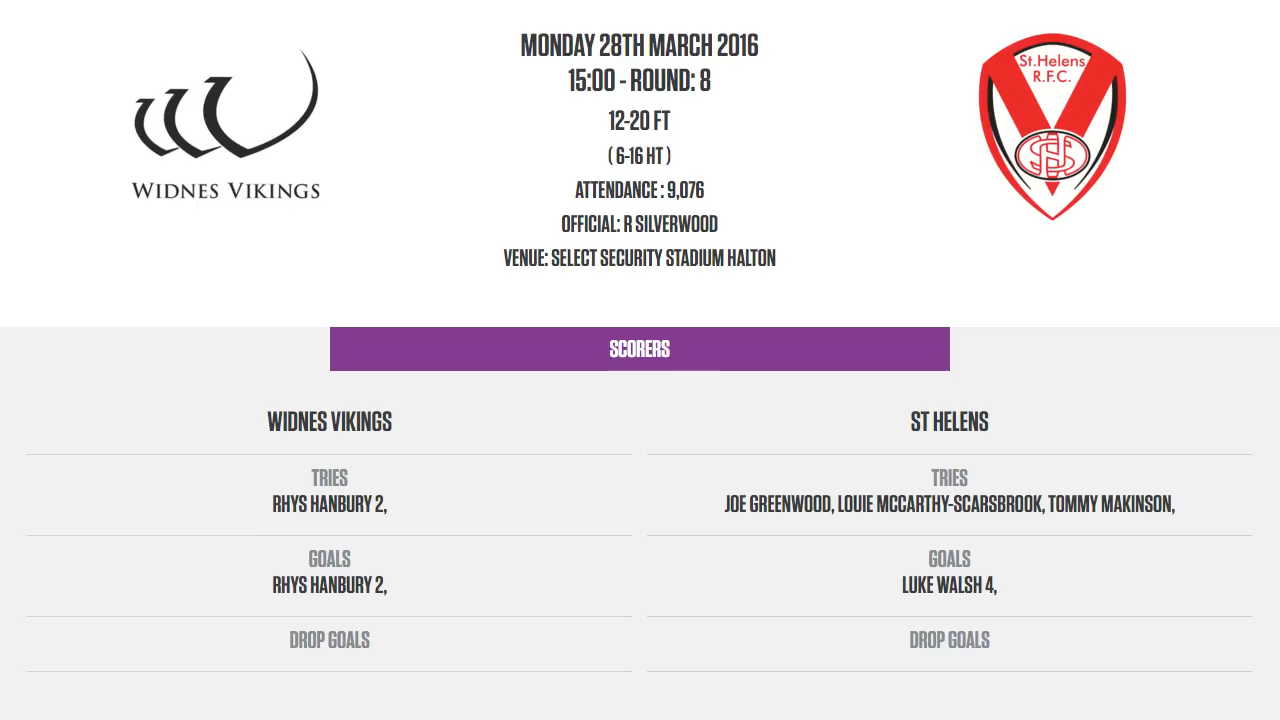 MONDAY 28TH MARCH 2016
15:00 - ROUND: 8
12-20 FT
( 6-16 HT )
ATTENDANCE : 9,076
OFFICIAL: R SILVERWOOD
VENUE: SELECT SECURITY STADIUM HALTON
WIDNES VIKINGS
St.Helens
R.F.C.
SCORERS
WIDNES VIKINGS
TRIES
RHYS HANBURY 2,
GOALS
RHYS HANBURY 2,
DROP GOALS
ST HELENS
TRIES
JOE GREENWOOD, LOUIE MCCARTHY-SCARSBROOK, TOMMY MAKINSON,
GOALS
LUKE WALSH 4,
DROP GOALS